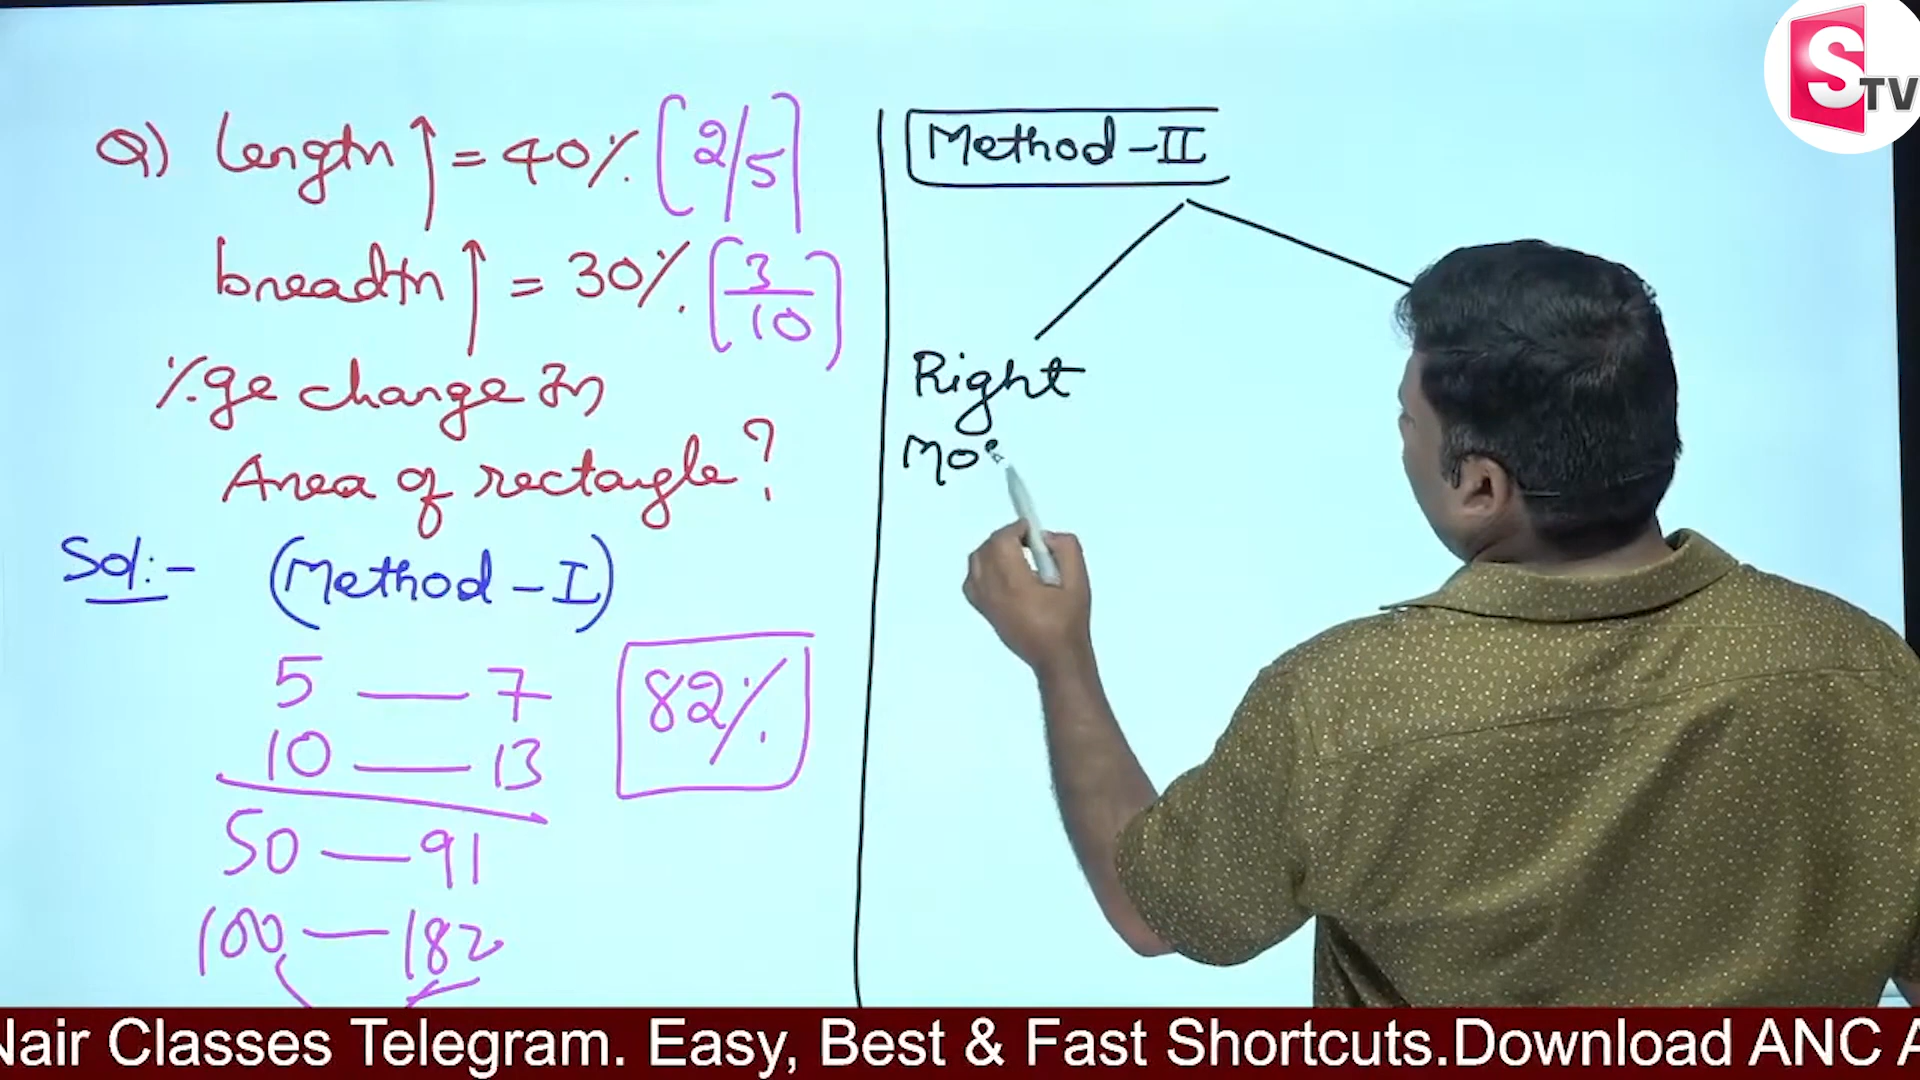 Q) length ↑ = 40% [2/5]
breadth ↑ = 30% [3/10]
%ge change in
Area of rectangle?
Sol:- (Method - I)
5 — 7
10 — 13
82%
50 — 91
100 — 182
Method - II
Right
Mo
STV
Nair Classes Telegram. Easy, Best & Fast Shortcuts.Download ANC A